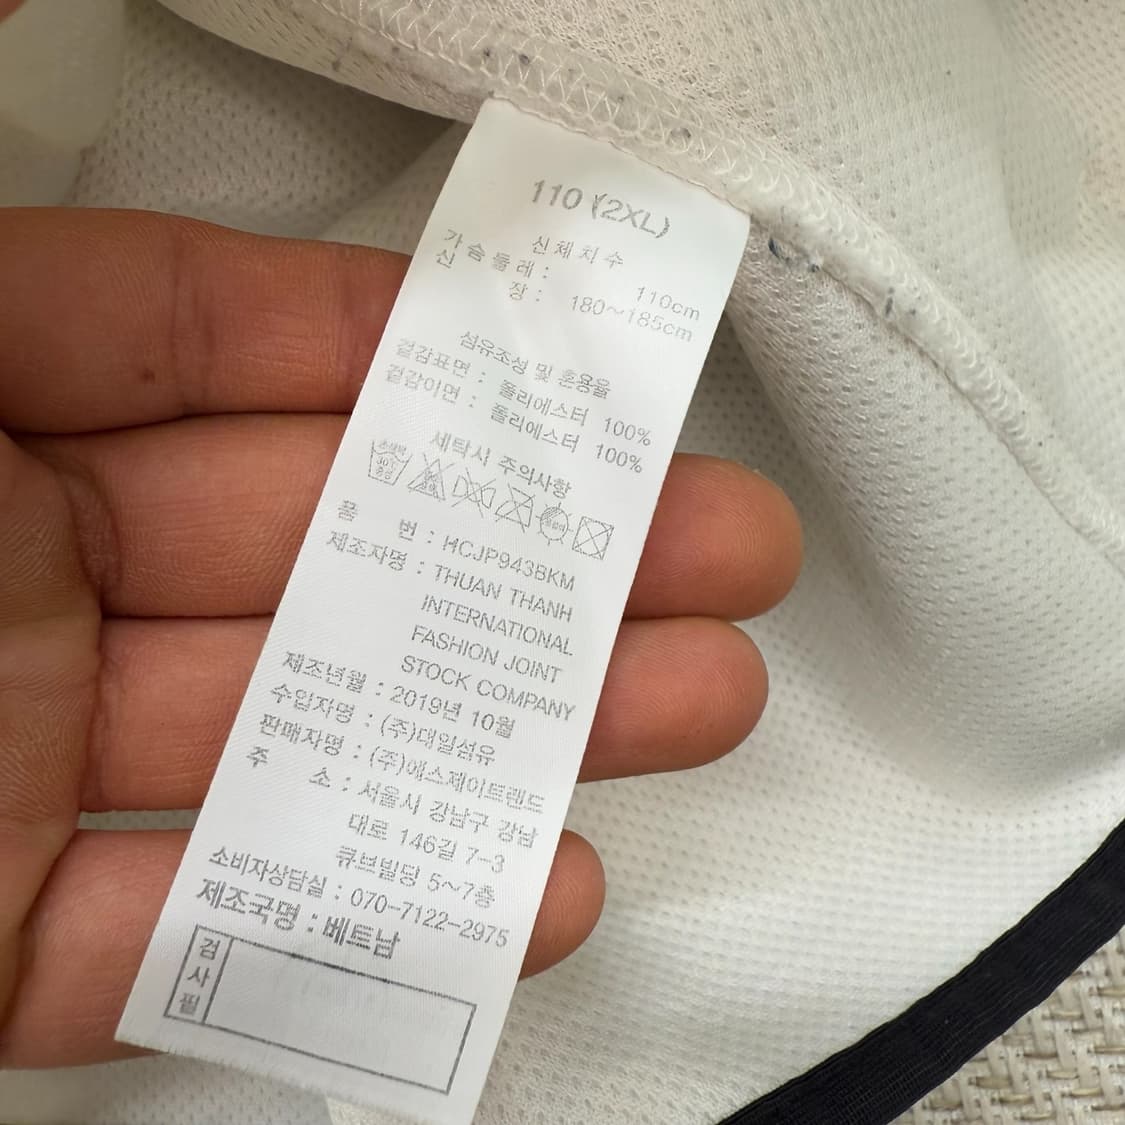 110 (2XL)
신체치수
가슴둘레 : 110cm
신 장 : 180~185cm
섬유조성 및 혼용율
겉감표면 : 폴리에스터 100%
겉감이면 : 폴리에스터 100%
세탁시 주의사항
품 번 : HCJP943BKM
제조자명 : THUAN THANH
INTERNATIONAL
FASHION JOINT
STOCK COMPANY
제조년월 : 2019년 10월
수입자명 : (주)대일섬유
판매자명 : (주)에스제이트렌드
주 소 : 서울시 강남구 강남
대로 146길 7-3
큐브빌딩 5~7층
소비자상담실 : 070-7122-2975
제조국명 : 베트남
검사필